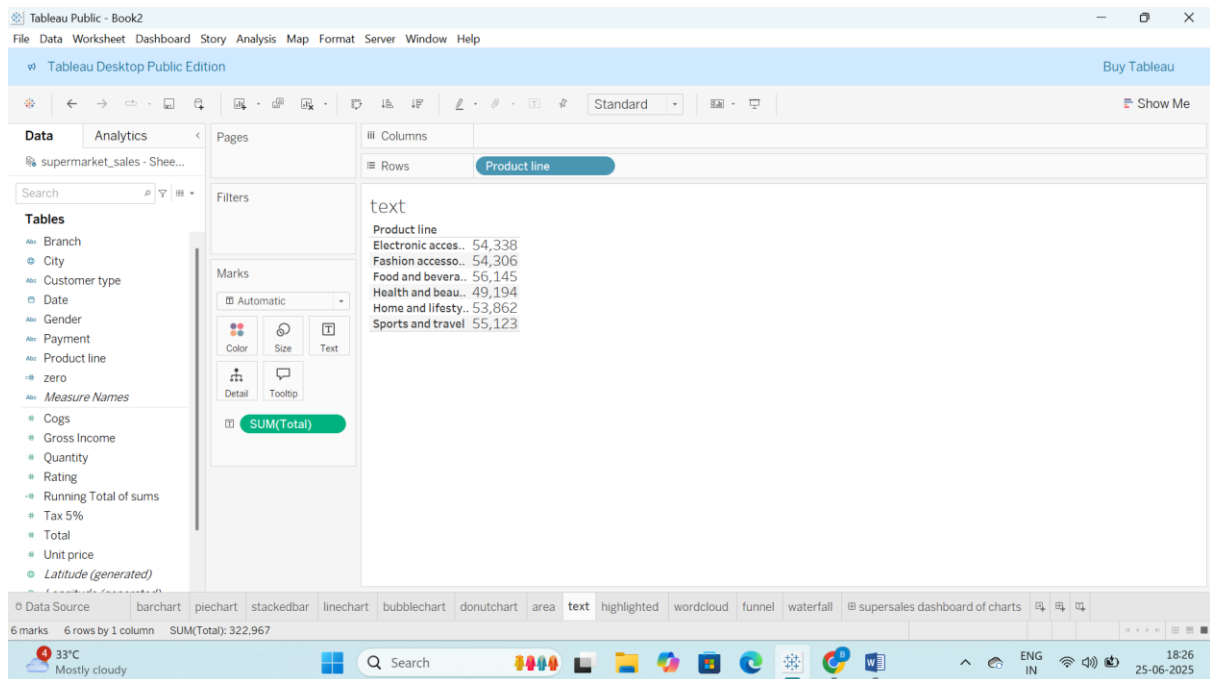 Tableau Public - Book2
File Data Worksheet Dashboard Story Analysis Map Format Server Window Help
Tableau Desktop Public Edition
Buy Tableau
Standard
Show Me
Data Analytics
supermarket_sales - Shee...
Search
Tables
Abc Branch
City
Abc Customer type
Date
Abc Gender
Abc Payment
Abc Product line
=# zero
Abc Measure Names
# Cogs
# Gross Income
# Quantity
# Rating
=# Running Total of sums
# Tax 5%
# Total
# Unit price
Latitude (generated)
Pages
Filters
Marks
Automatic
Color Size Text
Detail Tooltip
SUM(Total)
Columns
Rows Product line
text
Product line
Electronic acces.. 54,338
Fashion accesso.. 54,306
Food and bevera.. 56,145
Health and beau.. 49,194
Home and lifesty.. 53,862
Sports and travel 55,123
Data Source barchart piechart stackedbar linechart bubblechart donutchart area text highlighted wordcloud funnel waterfall supersales dashboard of charts
6 marks 6 rows by 1 column SUM(Total): 322,967
4
33°C
Mostly cloudy
Search
ENG
IN
18:26
25-06-2025